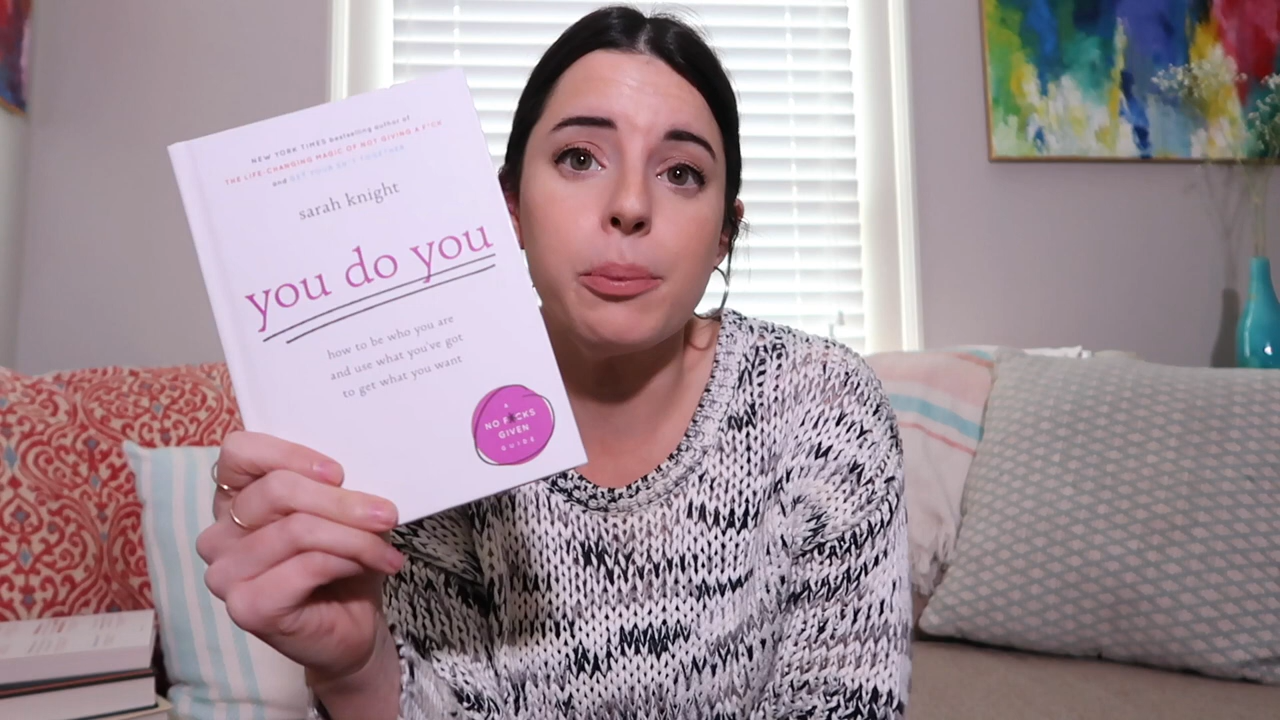 NEW YORK TIMES bestselling author of
THE LIFE-CHANGING MAGIC OF NOT GIVING A F*CK
and GET YOUR SH*T TOGETHER
sarah knight
you do you
how to be who you are
and use what you've got
to get what you want
A
NO F*CKS
GIVEN
GUIDE